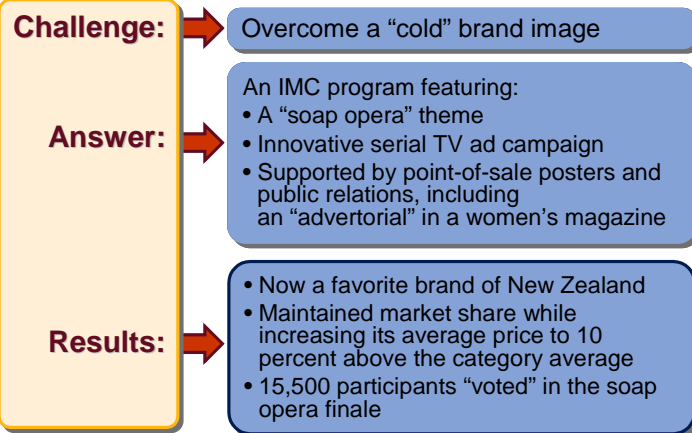 Challenge:
Overcome a “cold” brand image
Answer:
An IMC program featuring:
• A “soap opera” theme
• Innovative serial TV ad campaign
• Supported by point-of-sale posters and
public relations, including
an “advertorial” in a women’s magazine
Results:
• Now a favorite brand of New Zealand
• Maintained market share while
increasing its average price to 10
percent above the category average
• 15,500 participants “voted” in the soap
opera finale